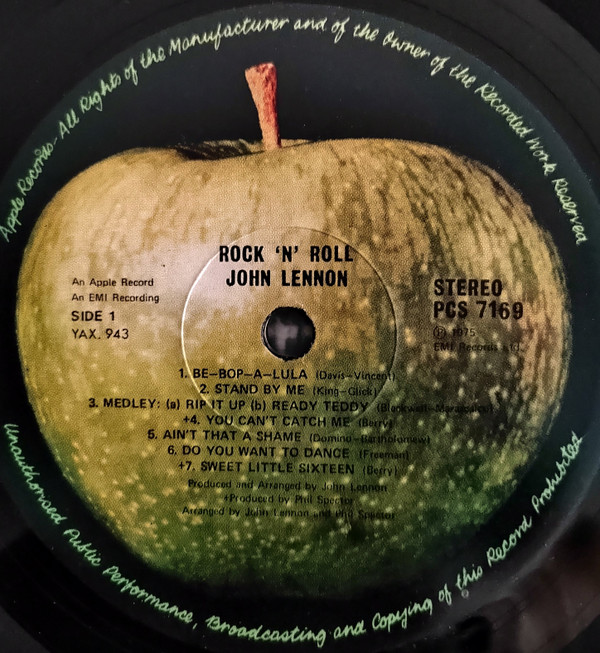 Apple Records-All Rights of the Manufacturer and of the Owner of the Recorded Work Reserved
ROCK ‘N’ ROLL
JOHN LENNON
An Apple Record
An EMI Recording
SIDE 1
YAX. 943
STEREO
PCS 7169
℗ 1975
EMI Records Ltd.
1. BE–BOP–A–LULA (Davis–Vincent)
2. STAND BY ME (King–Glick)
3. MEDLEY: (a) RIP IT UP (b) READY TEDDY (Blackwell–Marascalco)
+4. YOU CAN'T CATCH ME (Berry)
5. AIN'T THAT A SHAME (Domino–Bartholomew)
6. DO YOU WANT TO DANCE (Freeman)
+7. SWEET LITTLE SIXTEEN (Berry)
Produced and Arranged by John Lennon
+Produced by Phil Spector
Arranged by John Lennon and Phil Spector
Unauthorised Public Performance, Broadcasting and Copying of this Record Prohibited